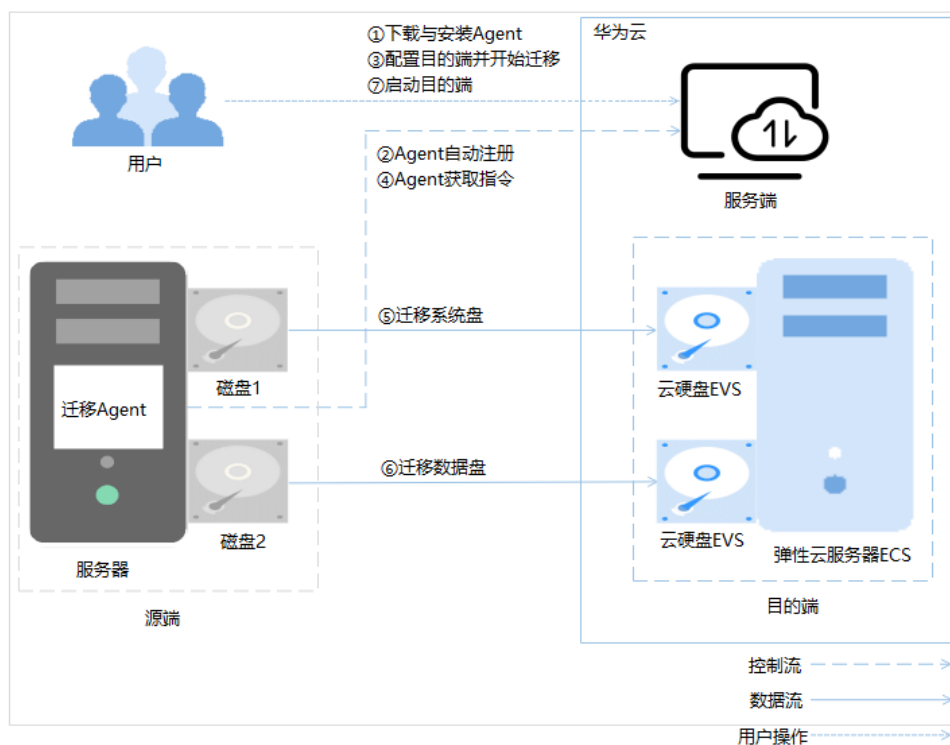 ①下载与安装Agent
③配置目的端并开始迁移
⑦启动目的端
华为云
用户
②Agent自动注册
④Agent获取指令
服务端
⑤迁移系统盘
磁盘1
云硬盘EVS
迁移Agent
⑥迁移数据盘
磁盘2
云硬盘EVS
弹性云服务器ECS
服务器
目的端
源端
控制流
数据流
用户操作